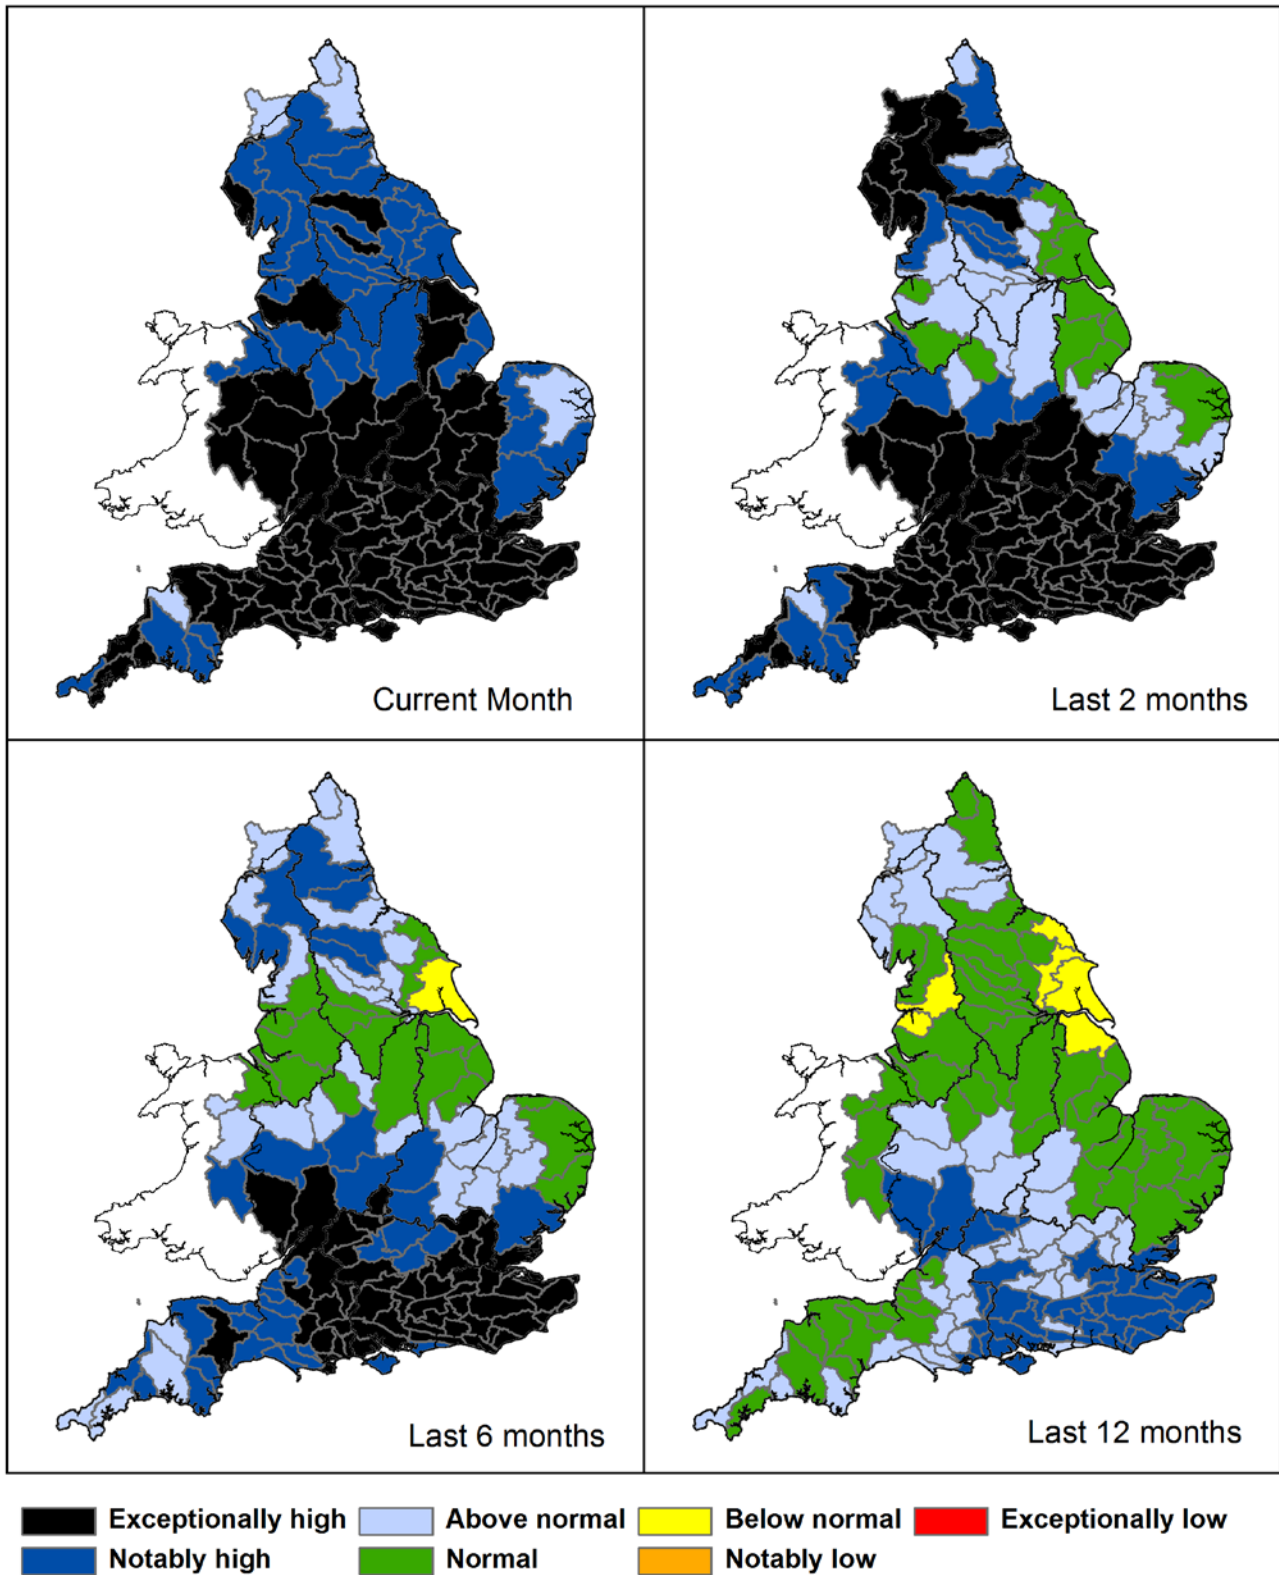 Current Month
Last 2 months
Last 6 months
Last 12 months
Exceptionally high Above normal Below normal Exceptionally low
Notably high Normal Notably low